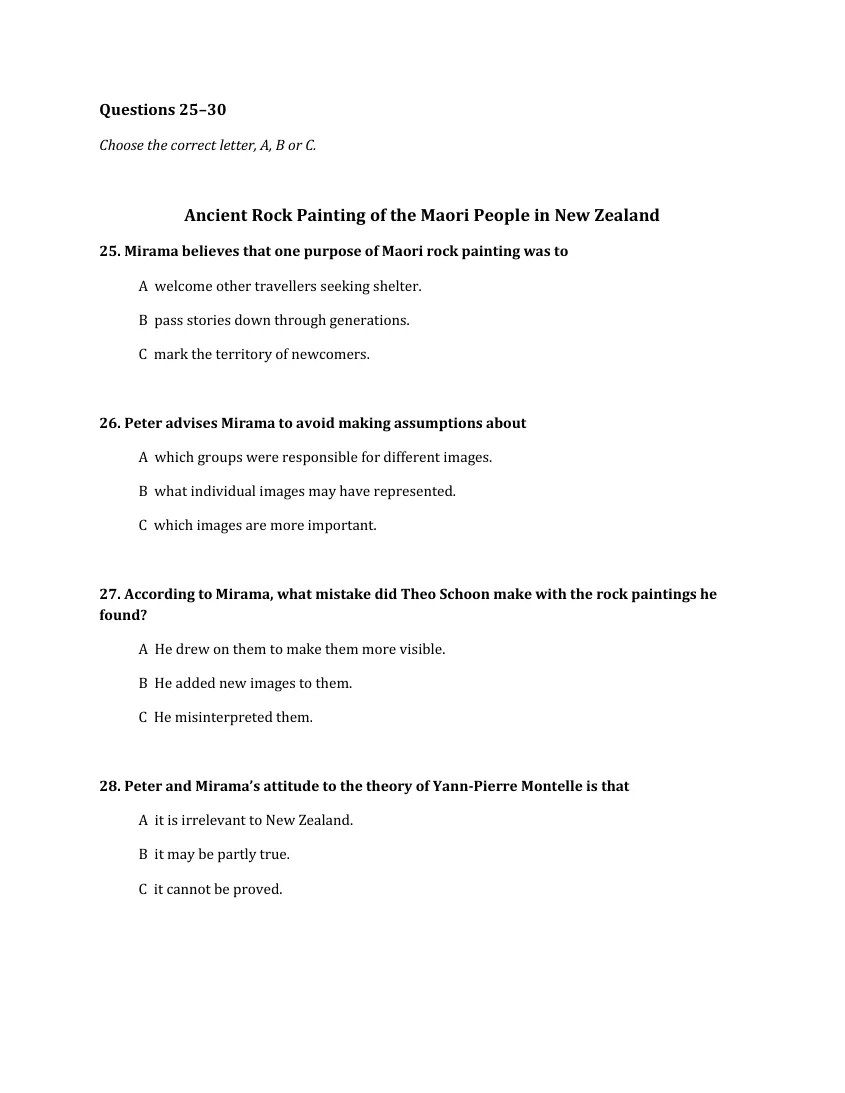 Questions 25–30
Choose the correct letter, A, B or C.
Ancient Rock Painting of the Maori People in New Zealand
25. Mirama believes that one purpose of Maori rock painting was to
A welcome other travellers seeking shelter.
B pass stories down through generations.
C mark the territory of newcomers.
26. Peter advises Mirama to avoid making assumptions about
A which groups were responsible for different images.
B what individual images may have represented.
C which images are more important.
27. According to Mirama, what mistake did Theo Schoon make with the rock paintings he
found?
A He drew on them to make them more visible.
B He added new images to them.
C He misinterpreted them.
28. Peter and Mirama’s attitude to the theory of Yann-Pierre Montelle is that
A it is irrelevant to New Zealand.
B it may be partly true.
C it cannot be proved.